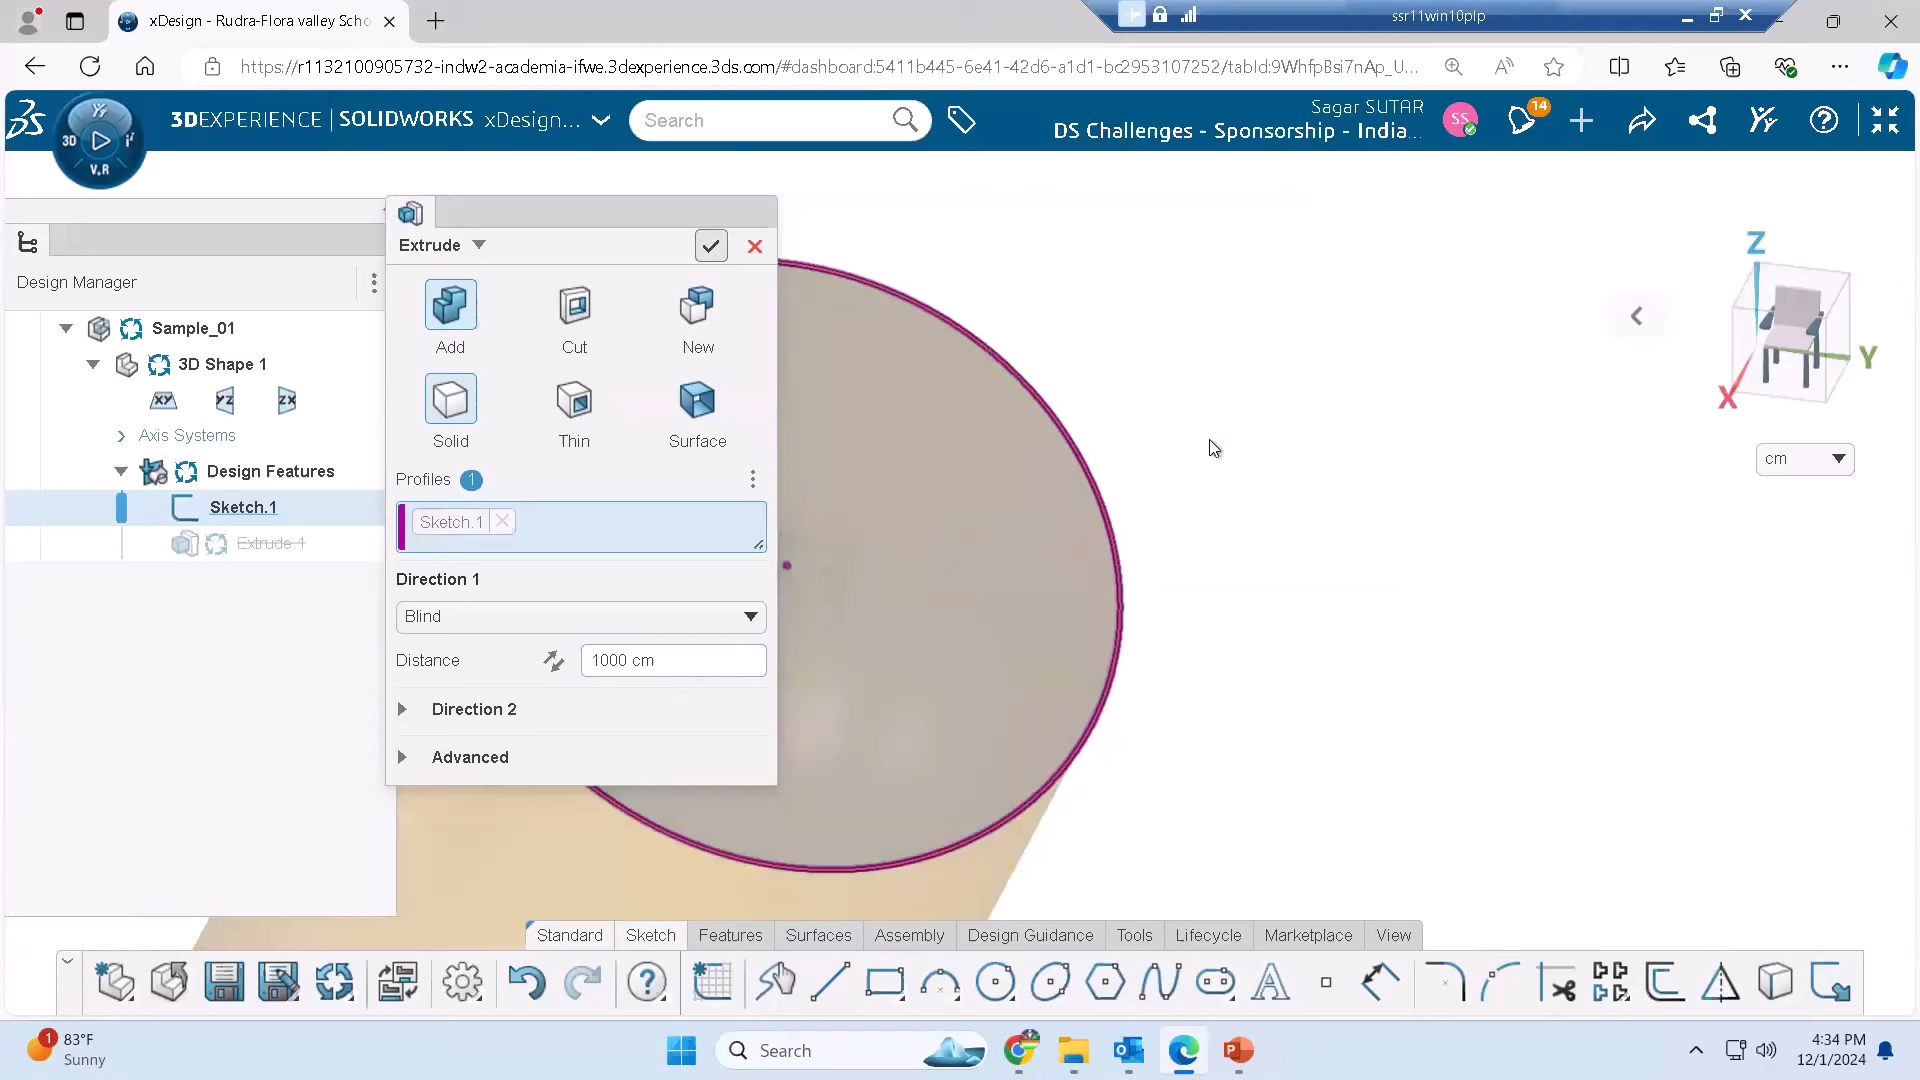 xDesign - Rudra-Flora valley Scho
ssr11win10plp
https://r1132100905732-indw2-academia-ifwe.3dexperience.3ds.com/#dashboard:5411b445-6e41-42d6-a1d1-bc2953107252/tabId:9WhfpBsi7nAp_U...
3DEXPERIENCE | SOLIDWORKS xDesign...
Search
Sagar SUTAR
DS Challenges - Sponsorship - India...
SS
14
3D
V.R
Design Manager
Sample_01
3D Shape 1
XY
YZ
ZX
Axis Systems
Design Features
Sketch.1
Extrude 1
Extrude
Add
Cut
New
Solid
Thin
Surface
Profiles 1
Sketch.1
Direction 1
Blind
Distance
1000 cm
Direction 2
Advanced
Z
Y
X
cm
Standard
Sketch
Features
Surfaces
Assembly
Design Guidance
Tools
Lifecycle
Marketplace
View
1
83°F
Sunny
Search
4:34 PM
12/1/2024